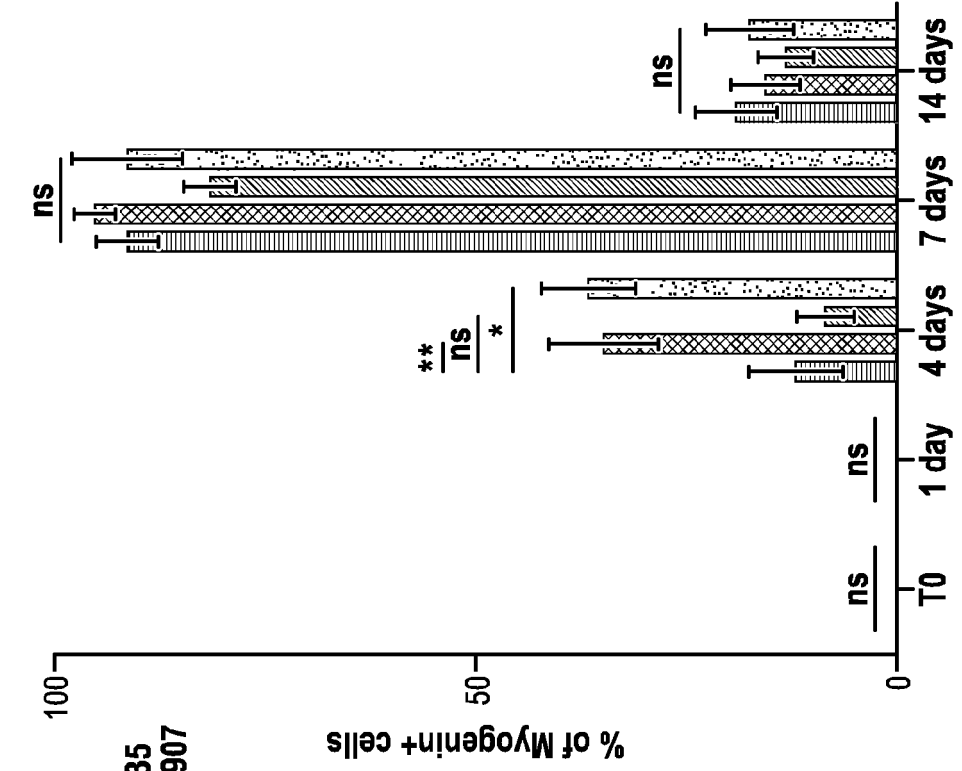 35
907
% of Myogenin+ cells
100
50
0
ns
ns
**
ns
*
ns
ns
T0
1 day
4 days
7 days
14 days